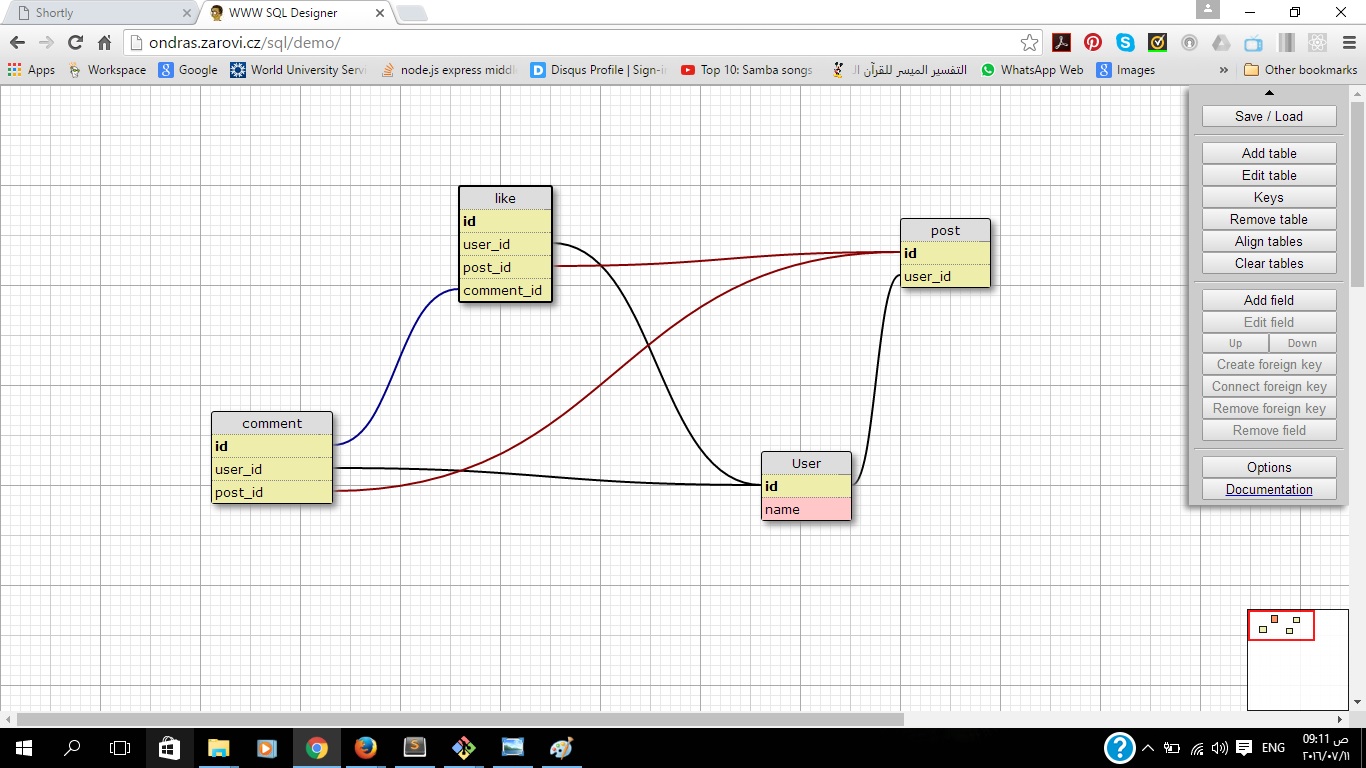 Shortly
WWW SQL Designer
ondras.zarovi.cz/sql/demo/
Apps
Workspace
Google
World University Serv
node.js express middl
Disqus Profile | Sign-i
Top 10: Samba songs
التفسير الميسر للقرآن ال
WhatsApp Web
Images
»
Other bookmarks
like
id
user_id
post_id
comment_id
post
id
user_id
comment
id
user_id
post_id
User
id
name
Save / Load
Add table
Edit table
Keys
Remove table
Align tables
Clear tables
Add field
Edit field
Up Down
Create foreign key
Connect foreign key
Remove foreign key
Remove field
Options
Documentation
ENG
09:11 ص
٢٠١٦/٠٧/١١